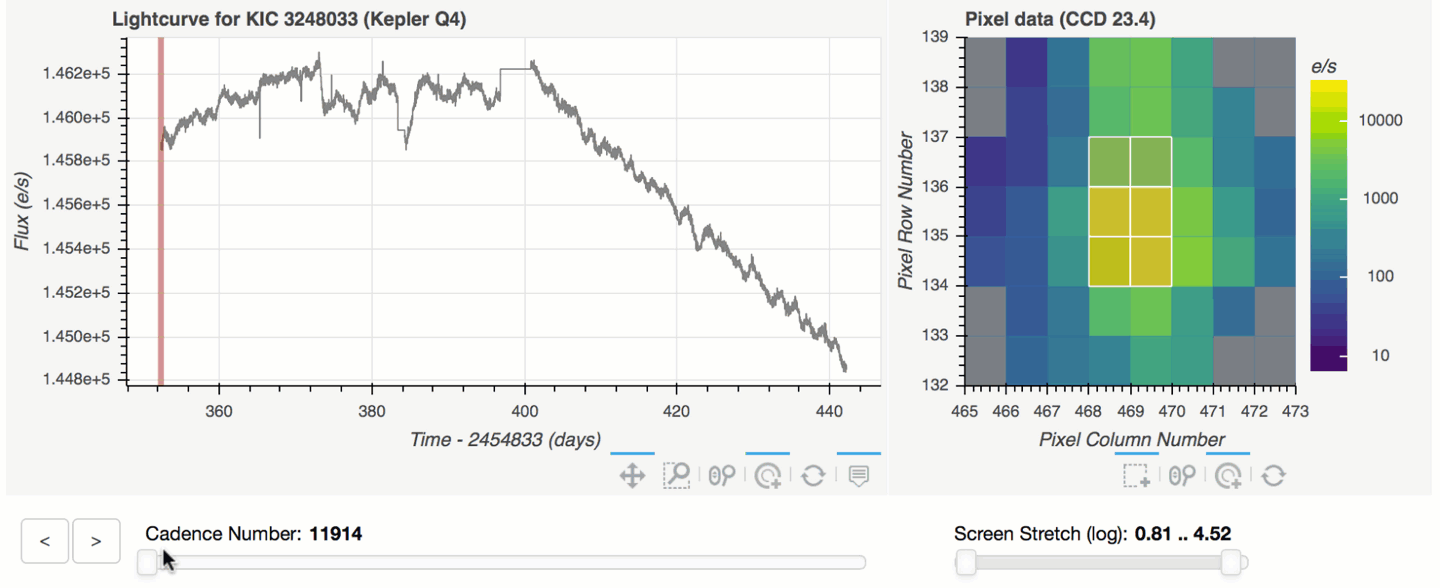 Lightcurve for KIC 3248033 (Kepler Q4)
Flux (e/s)
1.462e+5
1.460e+5
1.458e+5
1.456e+5
1.454e+5
1.452e+5
1.450e+5
1.448e+5
360 380 400 420 440
Time - 2454833 (days)
Pixel data (CCD 23.4)
Pixel Row Number
139
138
137
136
135
134
133
132
465 466 467 468 469 470 471 472 473
Pixel Column Number
e/s
10000
1000
100
10
< >
Cadence Number: 11914
Screen Stretch (log): 0.81 .. 4.52